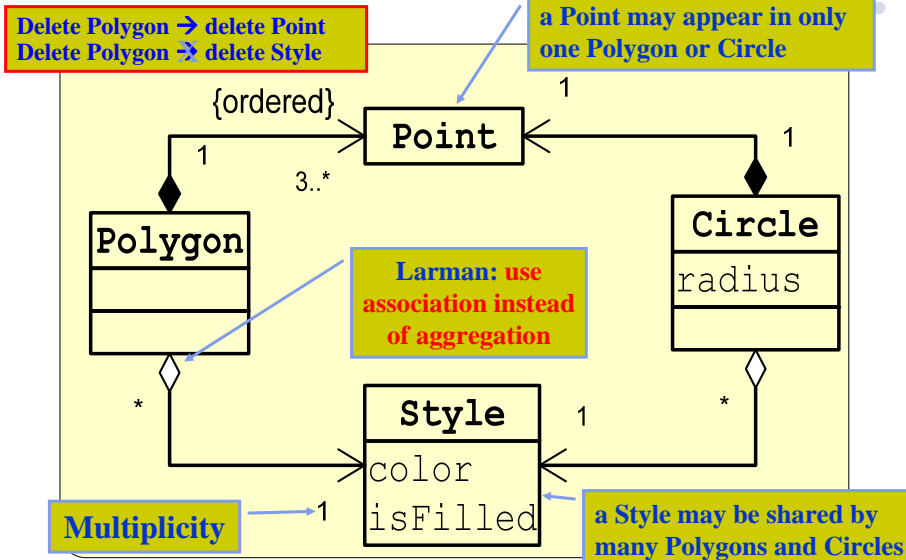 Delete Polygon → delete Point
Delete Polygon → delete Style
a Point may appear in only
one Polygon or Circle
{ordered}
1
Point
1
1
3..*
Polygon
Circle
radius
Larman: use
association instead
of aggregation
*
Style
1
*
color
isFilled
Multiplicity
1
a Style may be shared by
many Polygons and Circles